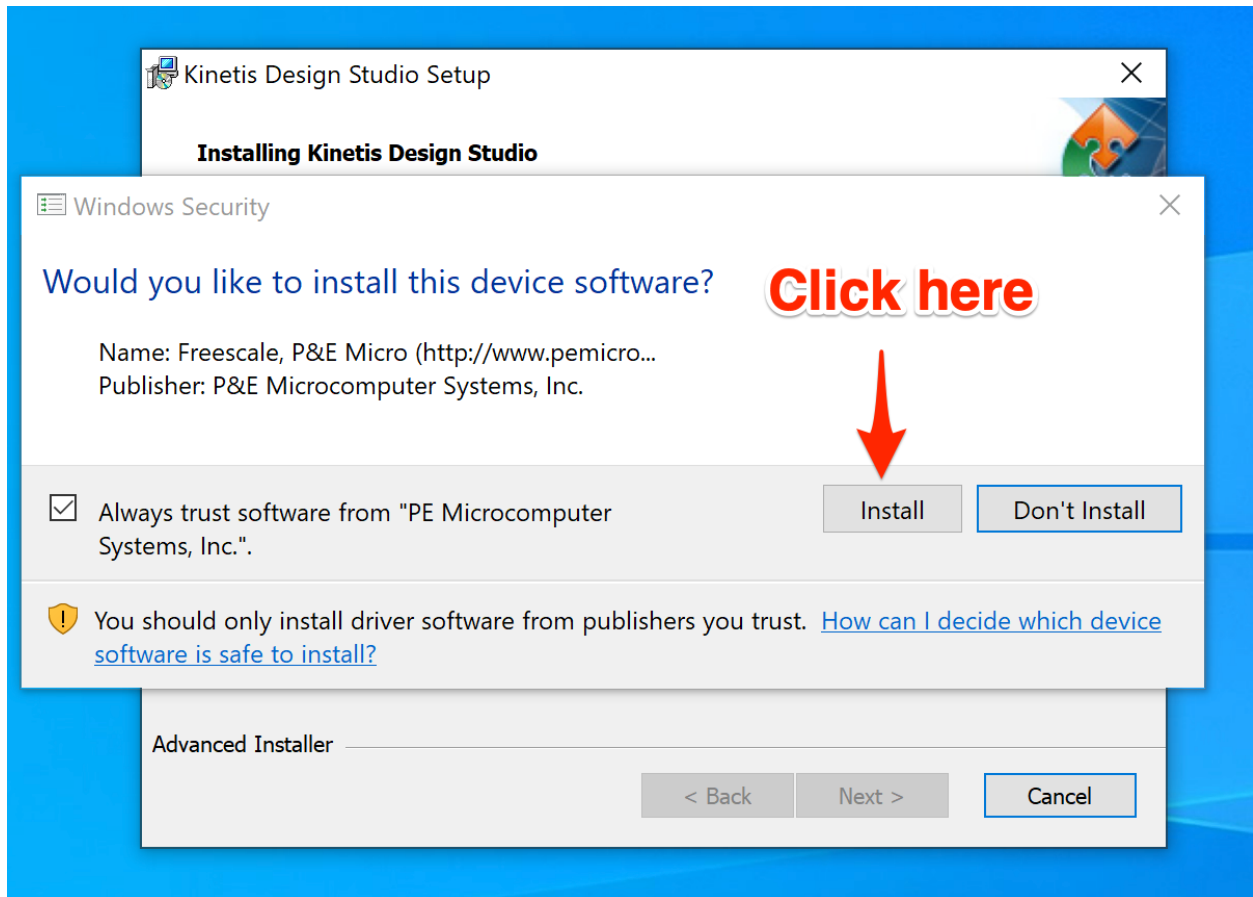 Kinetis Design Studio Setup
Installing Kinetis Design Studio
Windows Security
Would you like to install this device software?
Click here
Name: Freescale, P&E Micro (http://www.pemicro...
Publisher: P&E Microcomputer Systems, Inc.
Always trust software from "PE Microcomputer
Systems, Inc.".
Install
Don't Install
You should only install driver software from publishers you trust. How can I decide which device
software is safe to install?
Advanced Installer
< Back
Next >
Cancel